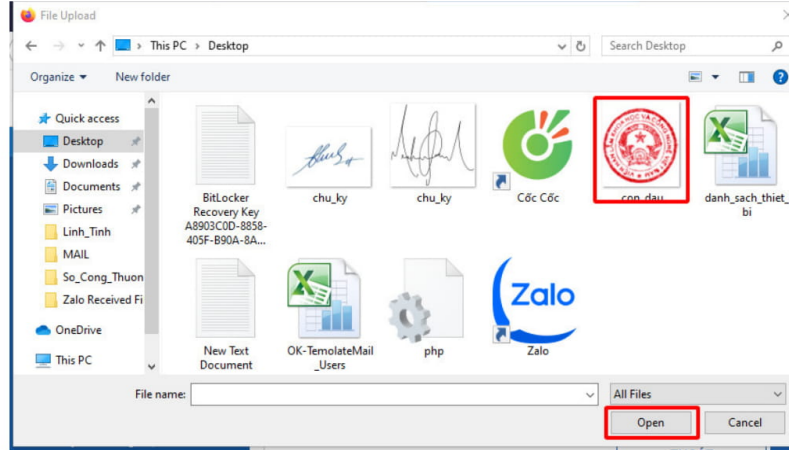 File Upload
This PC > Desktop
Search Desktop
Organize
New folder
Quick access
Desktop
Downloads
Documents
Pictures
Linh_Tinh
MAIL
So_Cong_Thuon
Zalo Received Fi
OneDrive
This PC
BitLocker
Recovery Key
A8903C0D-8858-
405F-B90A-8A...
chu_ky
chu_ky
Cốc Cốc
con_dau
danh_sach_thiet_
bi
New Text
Document
OK-TemolateMail
_Users
php
Zalo
Zalo
File name:
All Files
Open
Cancel